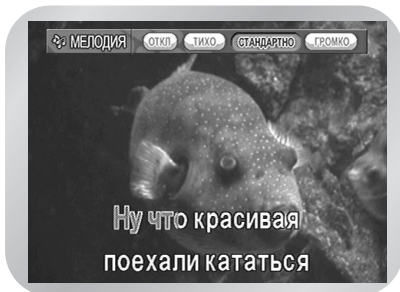 МЕЛОДИЯ ОТКЛ ТИХО СТАНДАРТНО ГРОМКО
Ну что красивая
поехали кататься